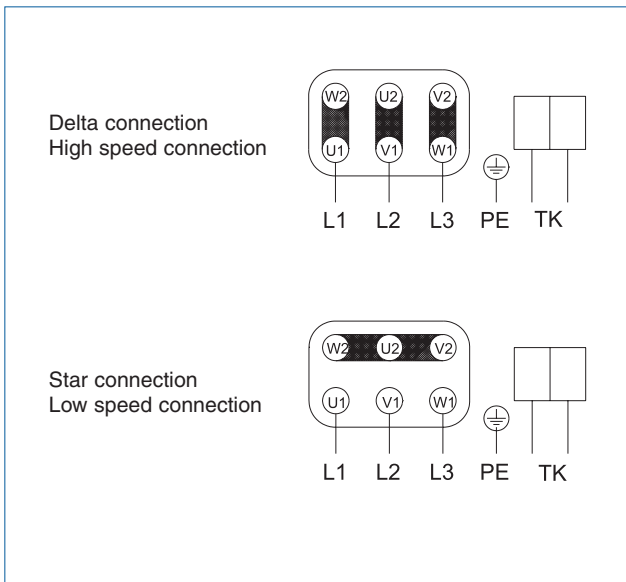 Delta connection
High speed connection
W2 U2 V2
U1 V1 W1
L1 L2 L3 PE TK
Star connection
Low speed connection
W2 U2 V2
U1 V1 W1
L1 L2 L3 PE TK